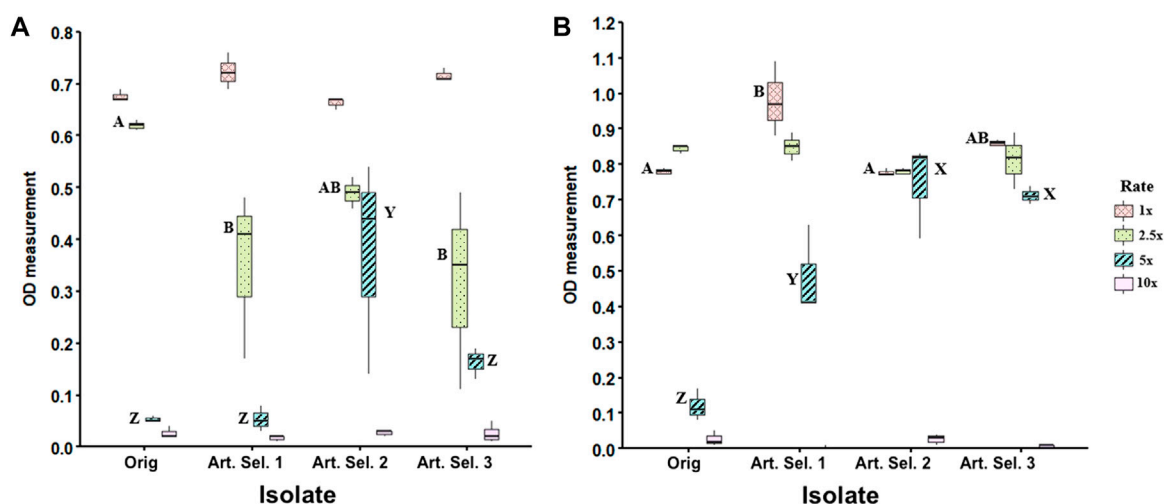 A
0.8
0.7
0.6
0.5
0.4
0.3
0.2
0.1
0.0
OD measurement
A
Z
B
Z
AB
Y
B
Z
Orig
Art. Sel. 1
Art. Sel. 2
Art. Sel. 3
Isolate
B
1.2
1.1
1.0
0.9
0.8
0.7
0.6
0.5
0.4
0.3
0.2
0.1
0.0
OD measurement
A
Z
B
Y
A
X
AB
X
Orig
Art. Sel. 1
Art. Sel. 2
Art. Sel. 3
Isolate
Rate
1x
2.5x
5x
10x